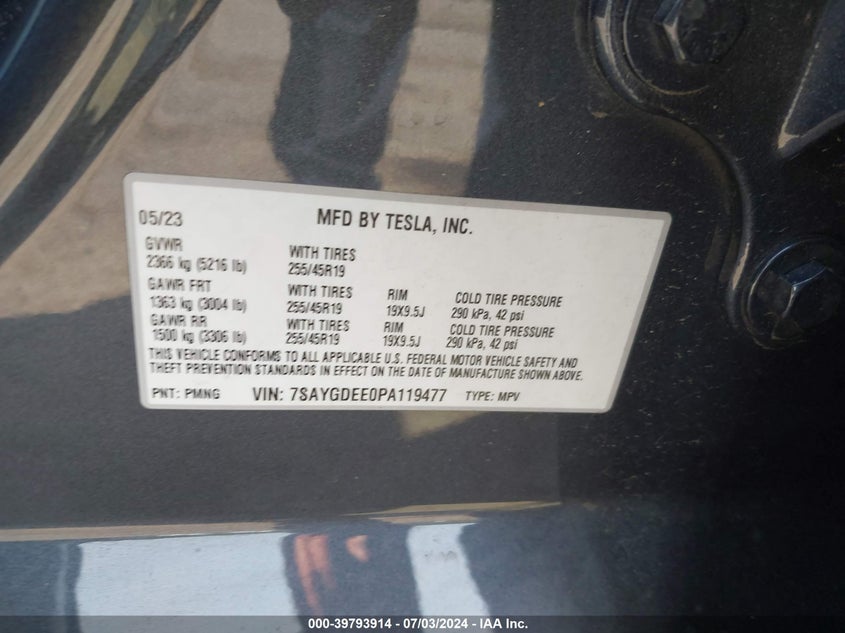 05/23 MFD BY TESLA, INC.
GVWR
2366 kg (5216 lb) WITH TIRES
255/45R19
GAWR FRT
1363 kg (3004 lb) WITH TIRES
255/45R19 RIM
19X9.5J COLD TIRE PRESSURE
290 kPa, 42 psi
GAWR RR
1500 kg (3306 lb) WITH TIRES
255/45R19 RIM
19X9.5J COLD TIRE PRESSURE
290 kPa, 42 psi
THIS VEHICLE CONFORMS TO ALL APPLICABLE U.S. FEDERAL MOTOR VEHICLE SAFETY AND
THEFT PREVENTION STANDARDS IN EFFECT ON THE DATE OF MANUFACTURE SHOWN ABOVE.
PNT: PMNG VIN: 7SAYGDEE0PA119477 TYPE: MPV
000-39793914 - 07/03/2024 - IAA Inc.